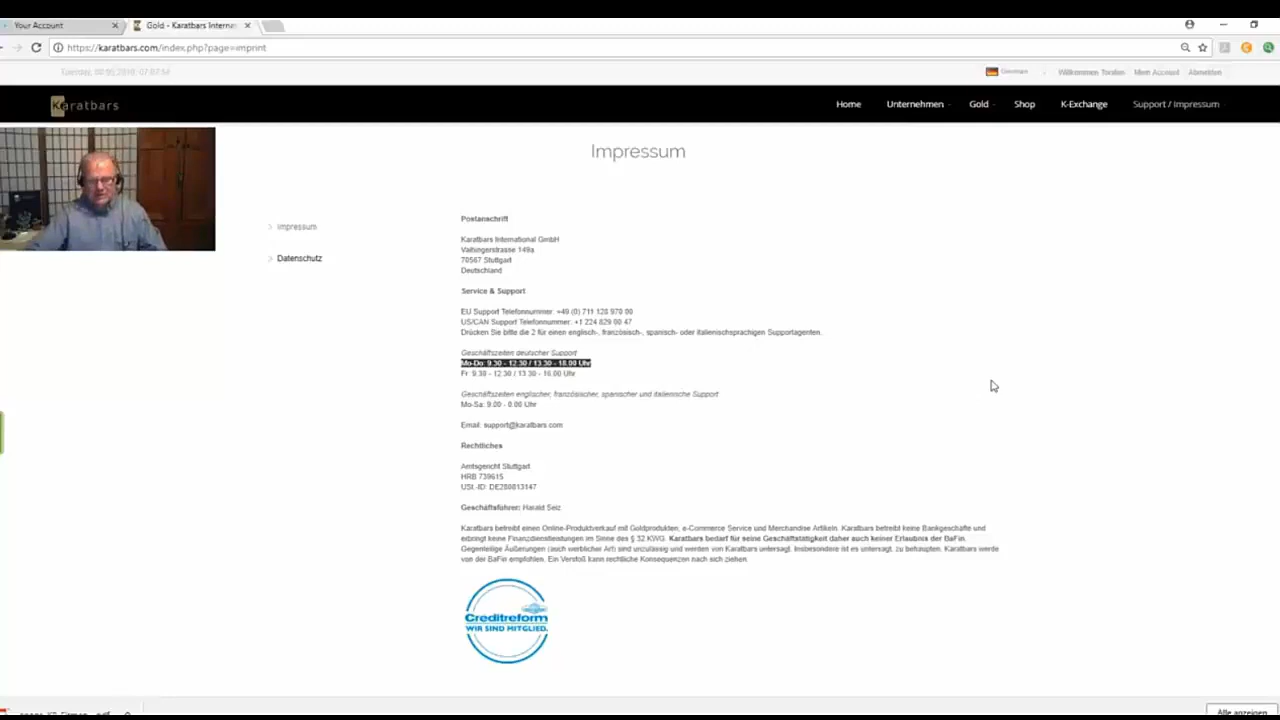 Your Account
Gold - Karatbars Internet
https://karatbars.com/index.php?page=imprint
Willkommen Torsten
Mein Account
Abmelden
Karatbars
Home
Unternehmen
Gold
Shop
K-Exchange
Support / Impressum
Impressum
Impressum
Datenschutz
Postanschrift
Karatbars International GmbH
Vaihingerstrasse 149a
70567 Stuttgart
Deutschland
Service & Support
EU Support Telefonnummer: +49 (0) 711 128 970 00
US/CAN Support Telefonnummer: +1 224 829 00 47
Drücken Sie bitte die 2 für einen englisch-, französisch-, spanisch- oder italienischsprachigen Supportagenten.
Geschäftszeiten deutscher Support
Mo-Do: 9.30 - 12.30 / 13.30 - 18.00 Uhr
Fr: 9.30 - 12.30 / 13.30 - 16.00 Uhr
Geschäftszeiten englischer, französischer, spanischer und italienische Support
Mo-Sa: 9.00 - 0.00 Uhr
Email: support@karatbars.com
Rechtliches
Amtsgericht Stuttgart
HRB 739615
USt.-ID: DE280813147
Geschäftsführer: Harald Seiz
Karatbars betreibt einen Online-Produktverkauf mit Goldprodukten, e-Commerce Service und Merchandise Artikeln. Karatbars betreibt keine Bankgeschäfte und
erbringt keine Finanzdienstleistungen im Sinne des § 32 KWG. Karatbars bedarf für seine Geschäftstätigkeit daher auch keiner Erlaubnis der BaFin.
Gegenteilige Äußerungen (auch werblicher Art) sind unzulässig und werden von Karatbars untersagt. Insbesondere ist es untersagt, zu behaupten, Karatbars werde
von der BaFin empfohlen. Ein Verstoß kann rechtliche Konsequenzen nach sich ziehen.
Creditreform
WIR SIND MITGLIED.
Alle anzeigen